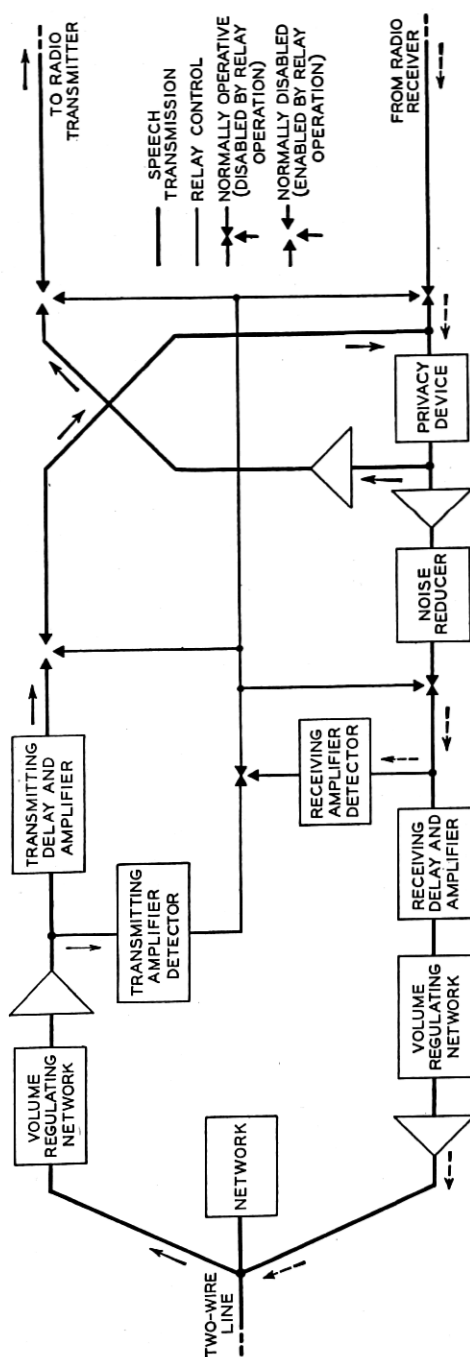 TWO-WIRE
LINE
NETWORK
VOLUME
REGULATING
NETWORK
TRANSMITTING
DELAY AND
AMPLIFIER
TRANSMITTING
AMPLIFIER
DETECTOR
TO RADIO
TRANSMITTER
SPEECH
TRANSMISSION
RELAY CONTROL
NORMALLY OPERATIVE
(DISABLED BY RELAY
OPERATION)
NORMALLY DISABLED
(ENABLED BY RELAY
OPERATION)
FROM RADIO
RECEIVER
PRIVACY
DEVICE
NOISE
REDUCER
RECEIVING
AMPLIFIER
DETECTOR
RECEIVING
DELAY AND
AMPLIFIER
VOLUME
REGULATING
NETWORK